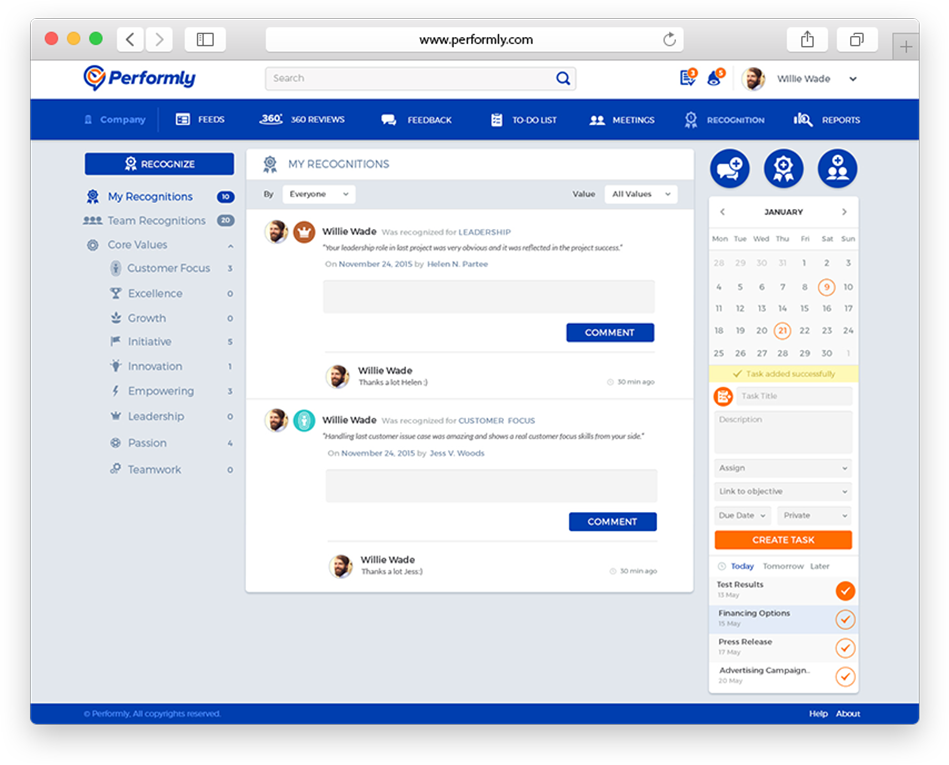 www.performly.com
Performly
Search
3
5
Willie Wade
Company
FEEDS
360° 360 REVIEWS
FEEDBACK
TO-DO LIST
MEETINGS
RECOGNITION
REPORTS
RECOGNIZE
My Recognitions 10
Team Recognitions 20
Core Values
Customer Focus 3
Excellence 0
Growth 0
Initiative 5
Innovation 1
Empowering 3
Leadership 0
Passion 4
Teamwork 0
MY RECOGNITIONS
By Everyone Value All Values
Willie Wade Was recognized for LEADERSHIP
"Your leadership role in last project was very obvious and it was reflected in the project success."
On November 24, 2015 by Helen N. Partee
COMMENT
Willie Wade
Thanks a lot Helen :) 30 min ago
Willie Wade Was recognized for CUSTOMER FOCUS
"Handling last customer issue case was amazing and shows a real customer focus skills from your side."
On November 24, 2015 by Jess V. Woods
COMMENT
Willie Wade
Thanks a lot Jess:) 30 min ago
JANUARY
Mon Tue Wed Thu Fri Sat Sun
28 29 30 31 1 2 3
4 5 6 7 8 9 10
11 12 13 14 15 16 17
18 19 20 21 22 23 24
25 26 27 28 29 30 1
Task added successfully
Task Title
Description
Assign
Link to objective
Due Date Private
CREATE TASK
Today Tomorrow Later
Test Results
13 May
Financing Options
15 May
Press Release
17 May
Advertising Campaign..
20 May
© Performly, All copyrights reserved.
Help About